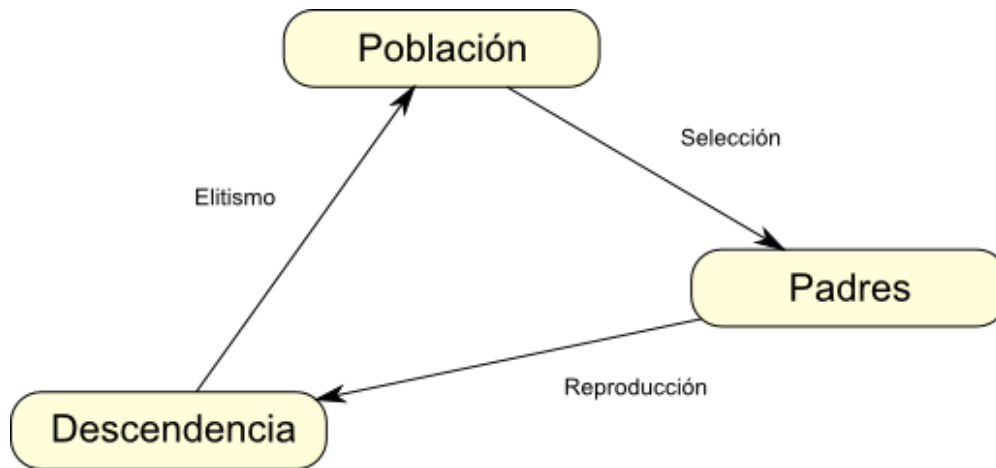 Población
Selección
Elitismo
Padres
Reproducción
Descendencia